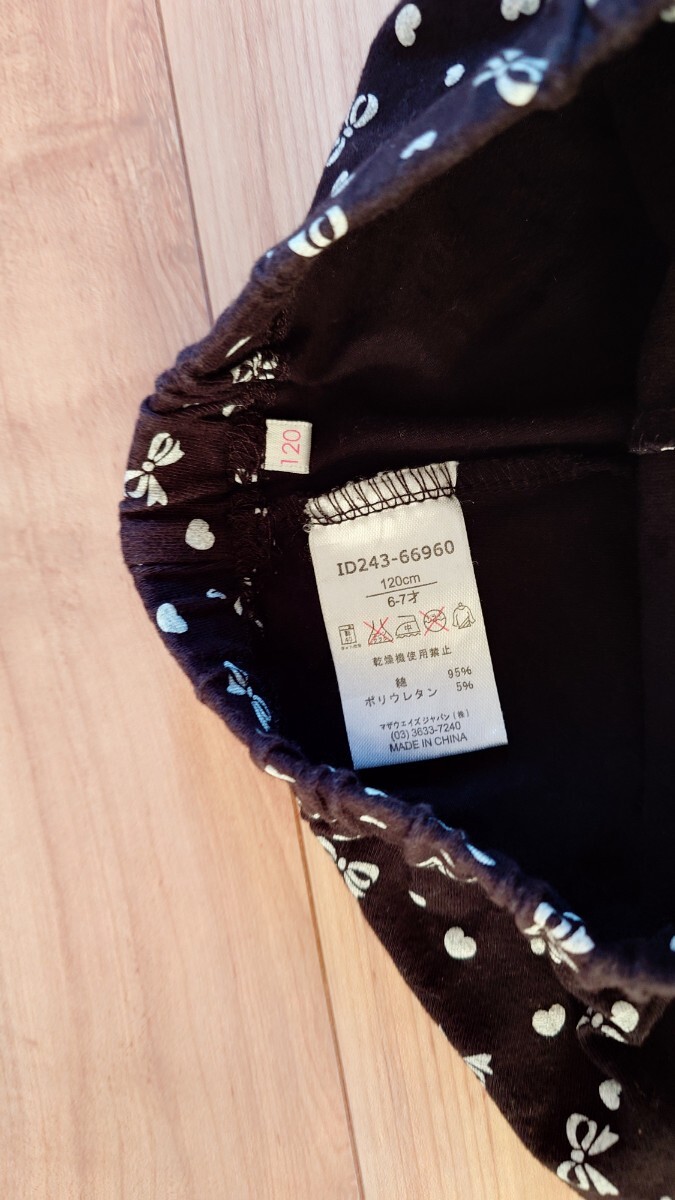 120
ID243-66960
120cm
6-7才
中
乾燥機使用禁止
綿 95%
ポリウレタン 5%
マザウェイズジャパン(株)
(03) 3633-7240
MADE IN CHINA